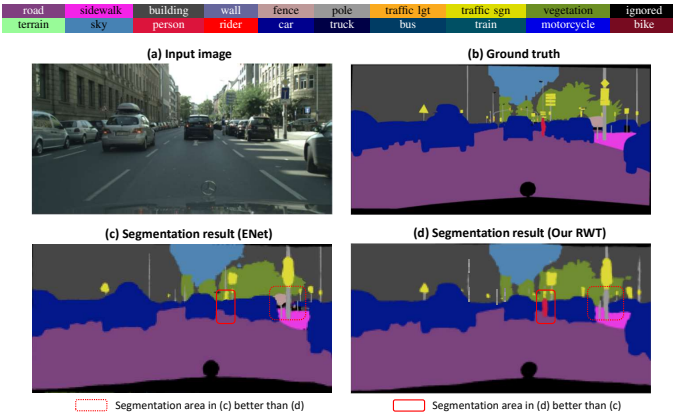 road sidewalk building wall fence pole traffic lgt traffic sgn vegetation ignored
terrain sky person rider car truck bus train motorcycle bike
(a) Input image (b) Ground truth
(c) Segmentation result (ENet) (d) Segmentation result (Our RWT)
Segmentation area in (c) better than (d) Segmentation area in (d) better than (c)